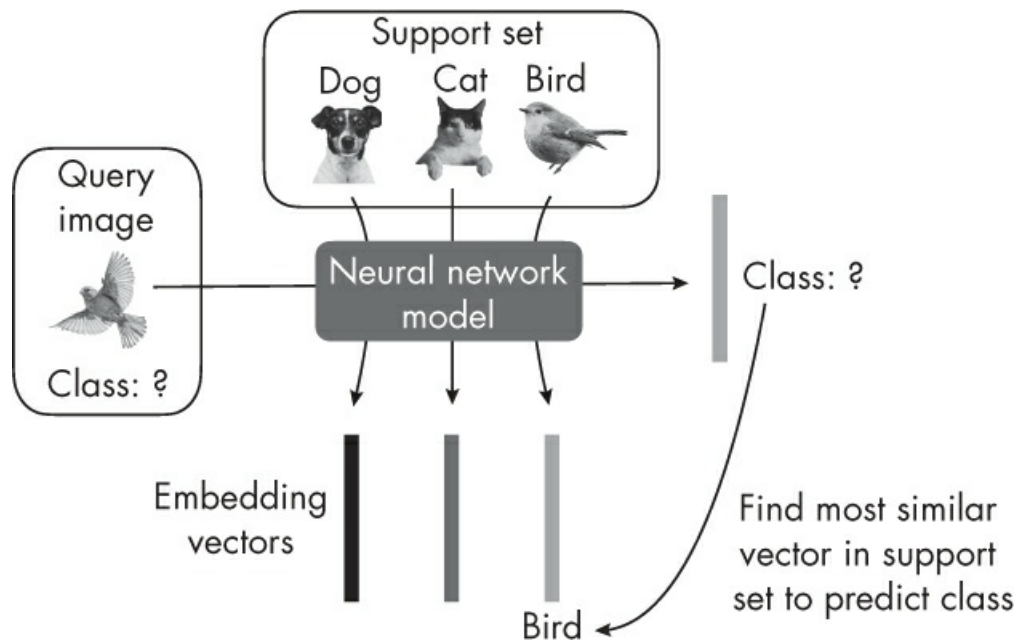 Support set
Dog
Cat
Bird
Query
image
Class: ?
Neural network
model
Class: ?
Embedding
vectors
Find most similar
vector in support
set to predict class
Bird